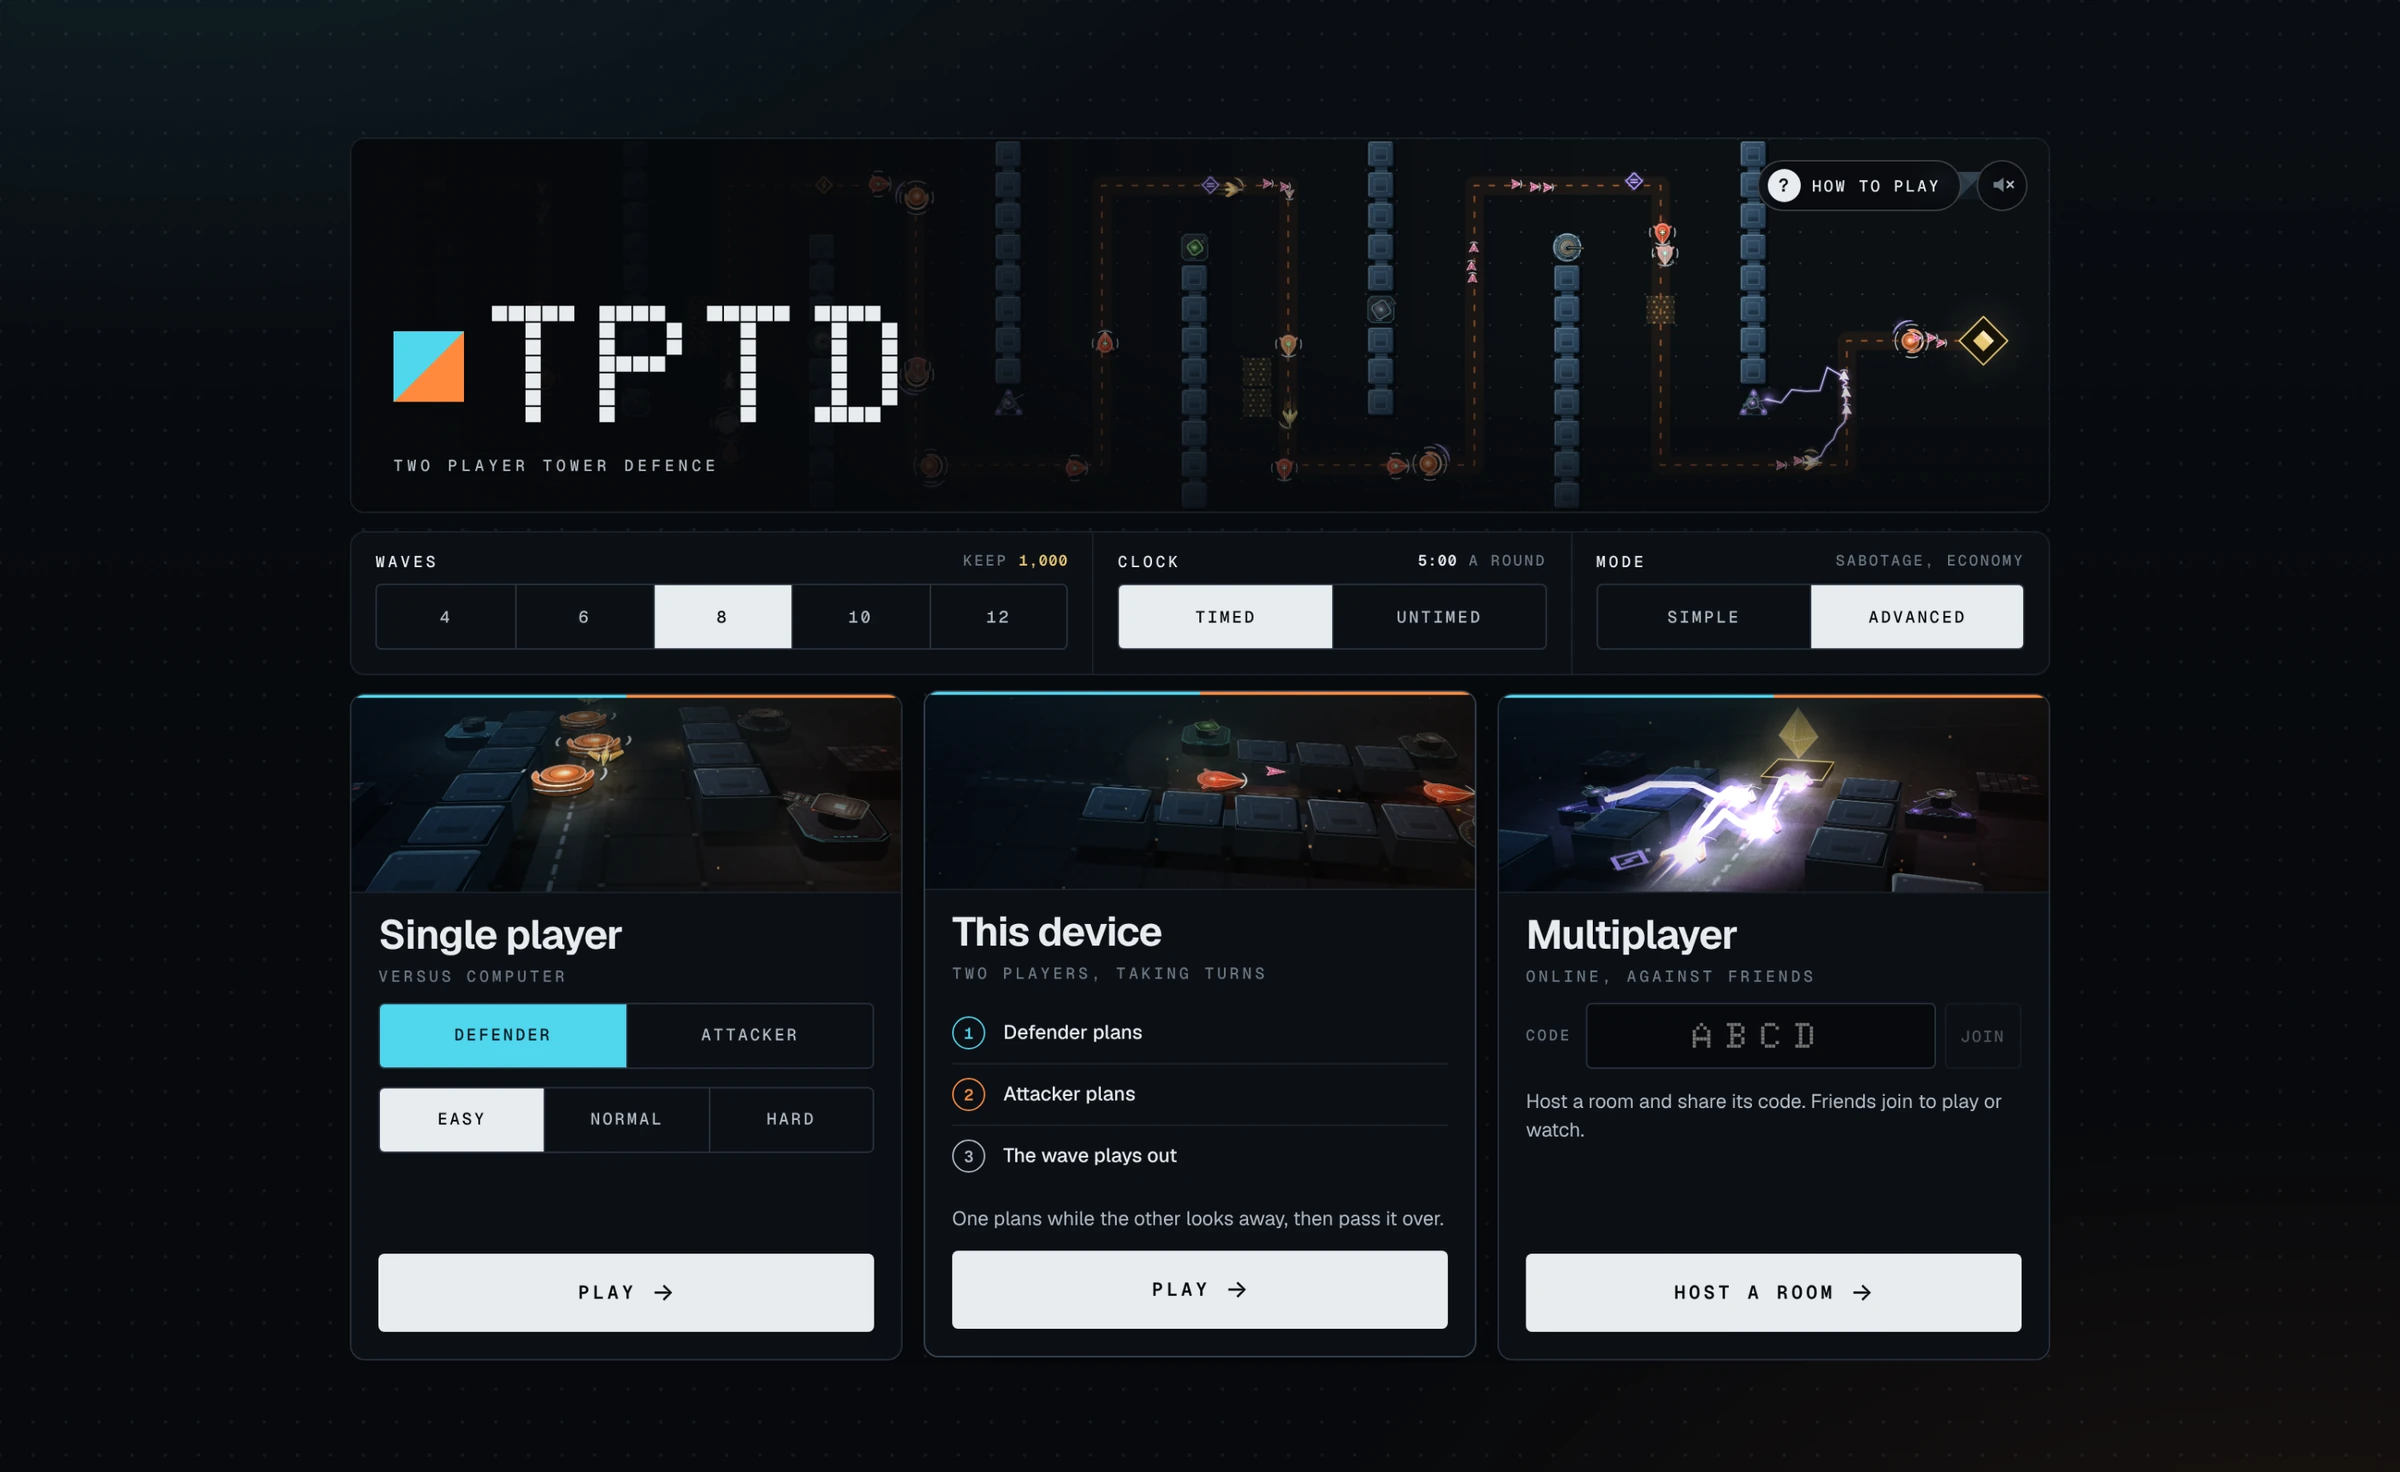 ? HOW TO PLAY
TPTD
TWO PLAYER TOWER DEFENCE
WAVES KEEP 1,000
4 6 8 10 12
CLOCK 5:00 A ROUND
TIMED UNTIMED
MODE SABOTAGE, ECONOMY
SIMPLE ADVANCED
Single player
VERSUS COMPUTER
DEFENDER ATTACKER
EASY NORMAL HARD
PLAY →
This device
TWO PLAYERS, TAKING TURNS
1 Defender plans
2 Attacker plans
3 The wave plays out
One plans while the other looks away, then pass it over.
PLAY →
Multiplayer
ONLINE, AGAINST FRIENDS
CODE ABCD JOIN
Host a room and share its code. Friends join to play or
watch.
HOST A ROOM →